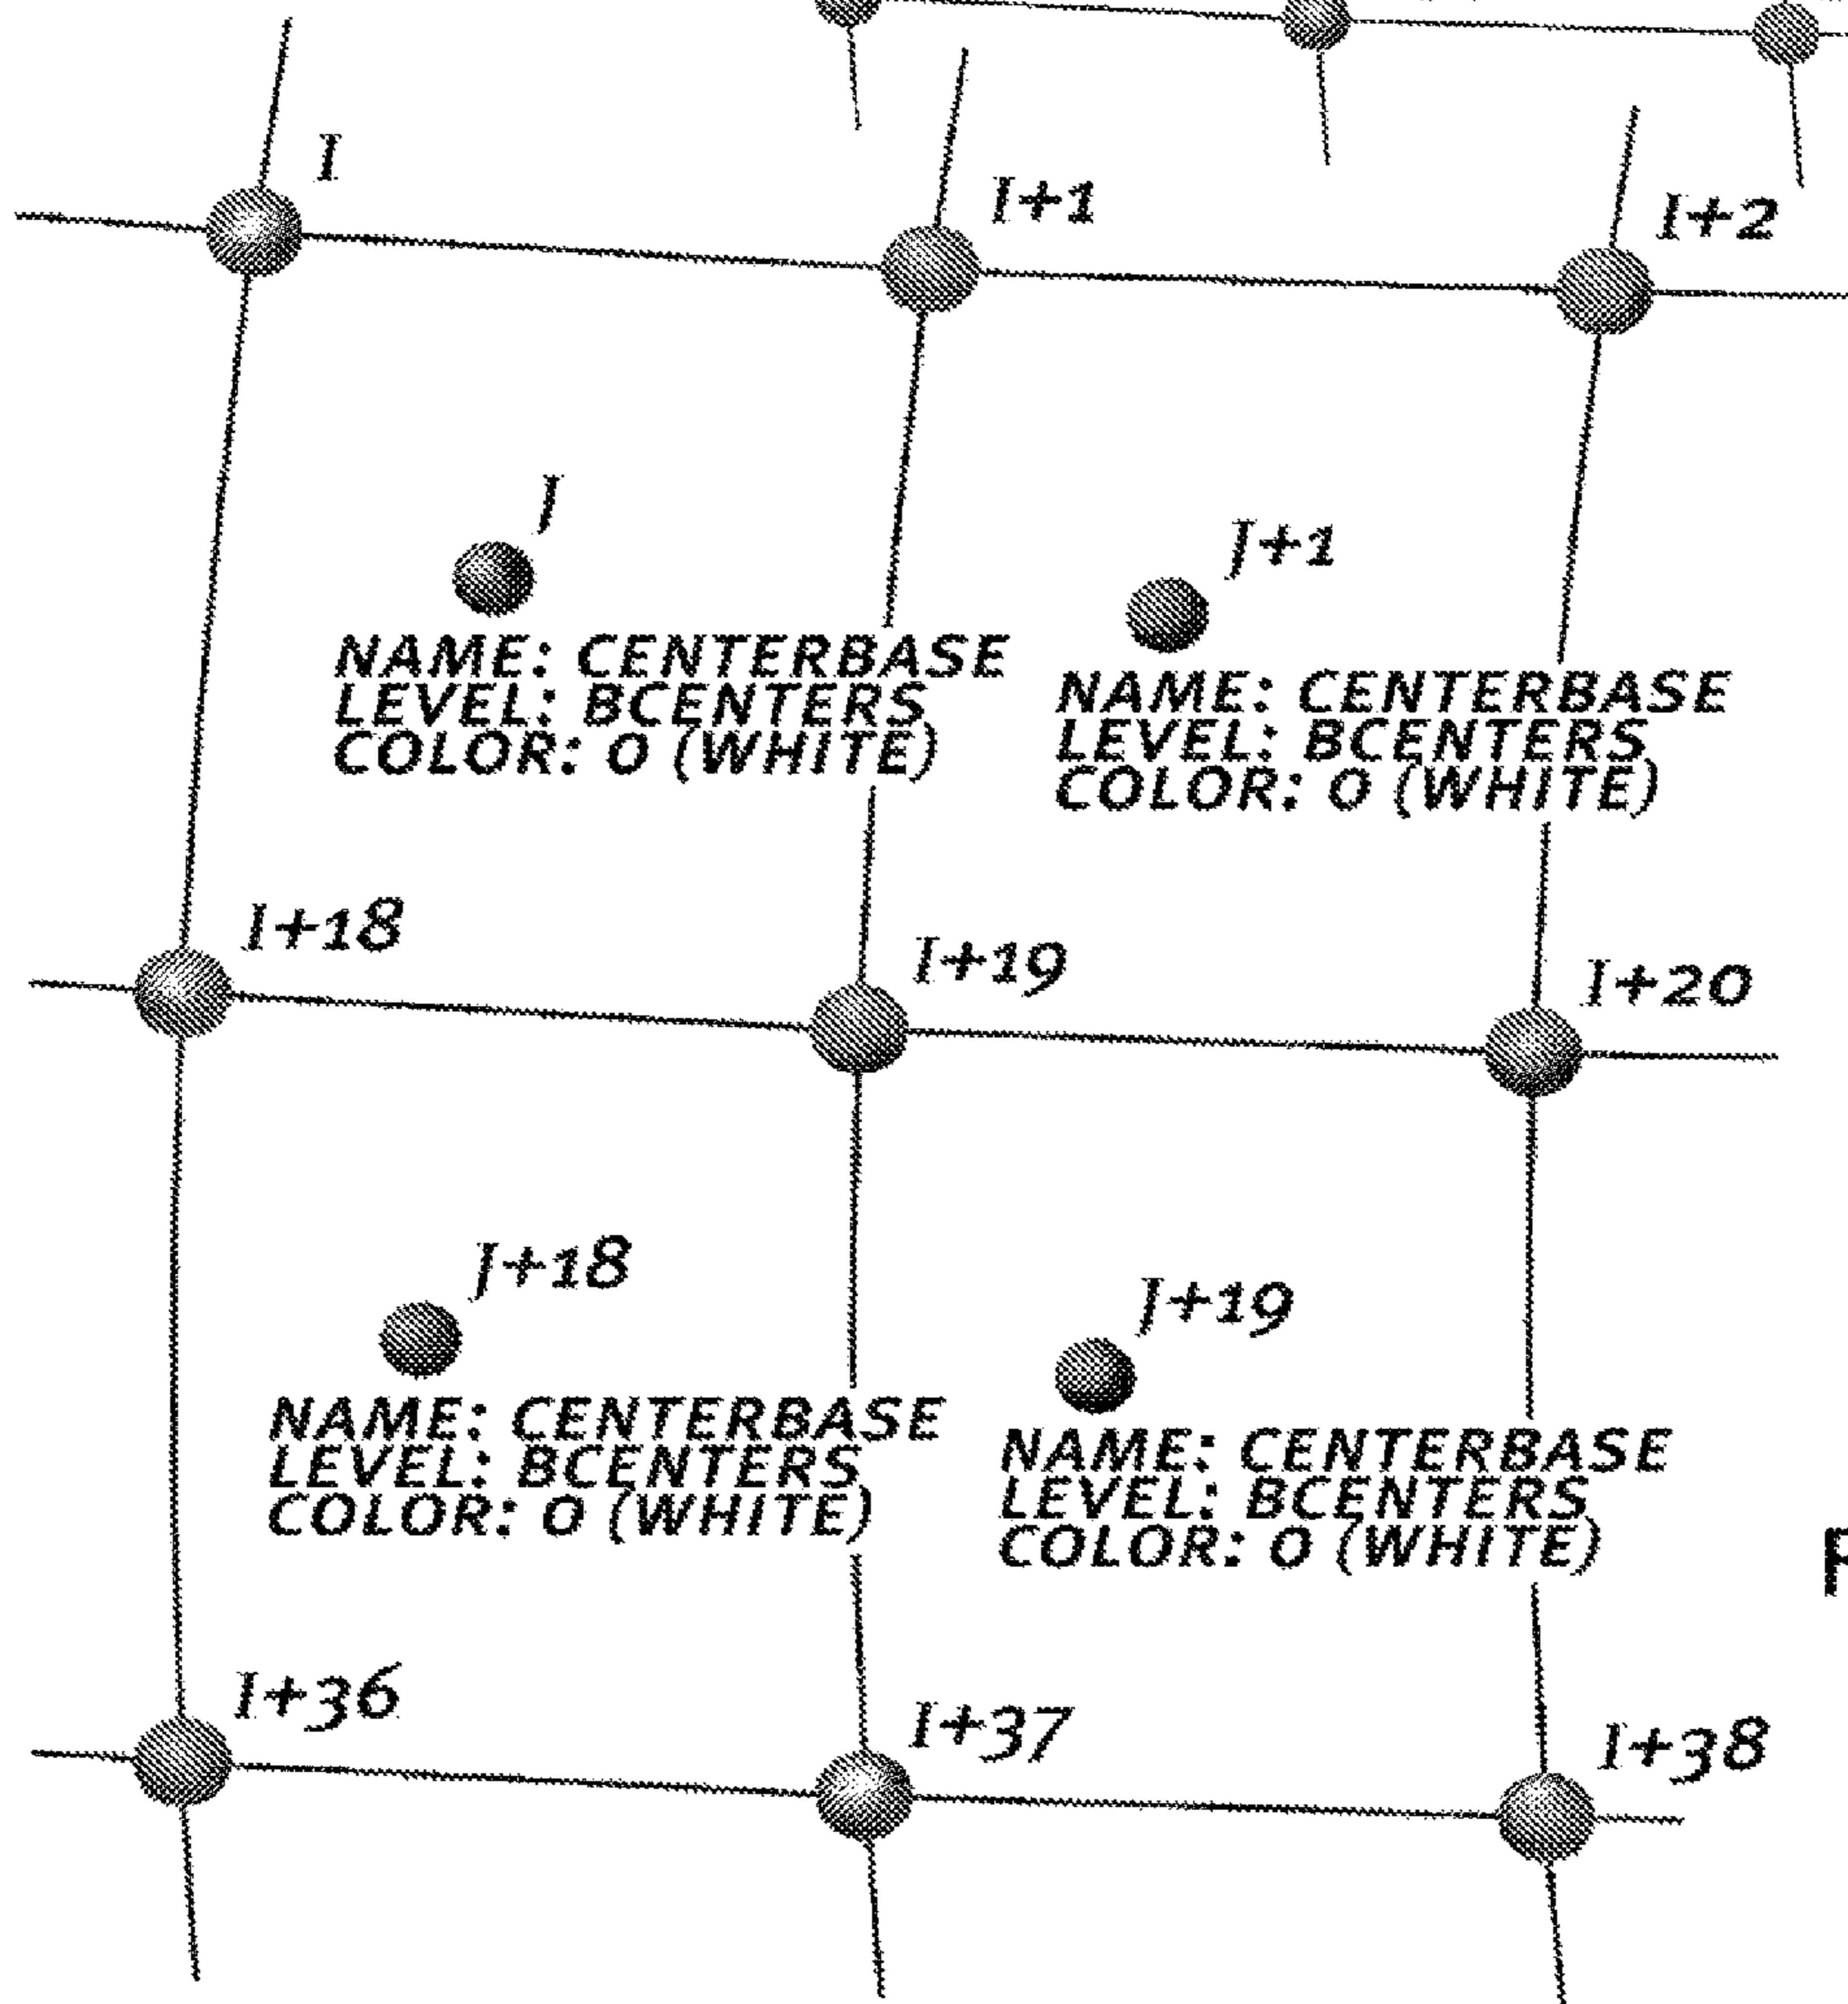 I
I+1
I+2
J
J+1
NAME: CENTERBASE
LEVEL: BCENTERS
COLOR: 0 (WHITE)
NAME: CENTERBASE
LEVEL: BCENTERS
COLOR: 0 (WHITE)
I+18
I+19
I+20
J+18
J+19
NAME: CENTERBASE
LEVEL: BCENTERS
COLOR: 0 (WHITE)
NAME: CENTERBASE
LEVEL: BCENTERS
COLOR: 0 (WHITE)
I+36
I+37
I+38